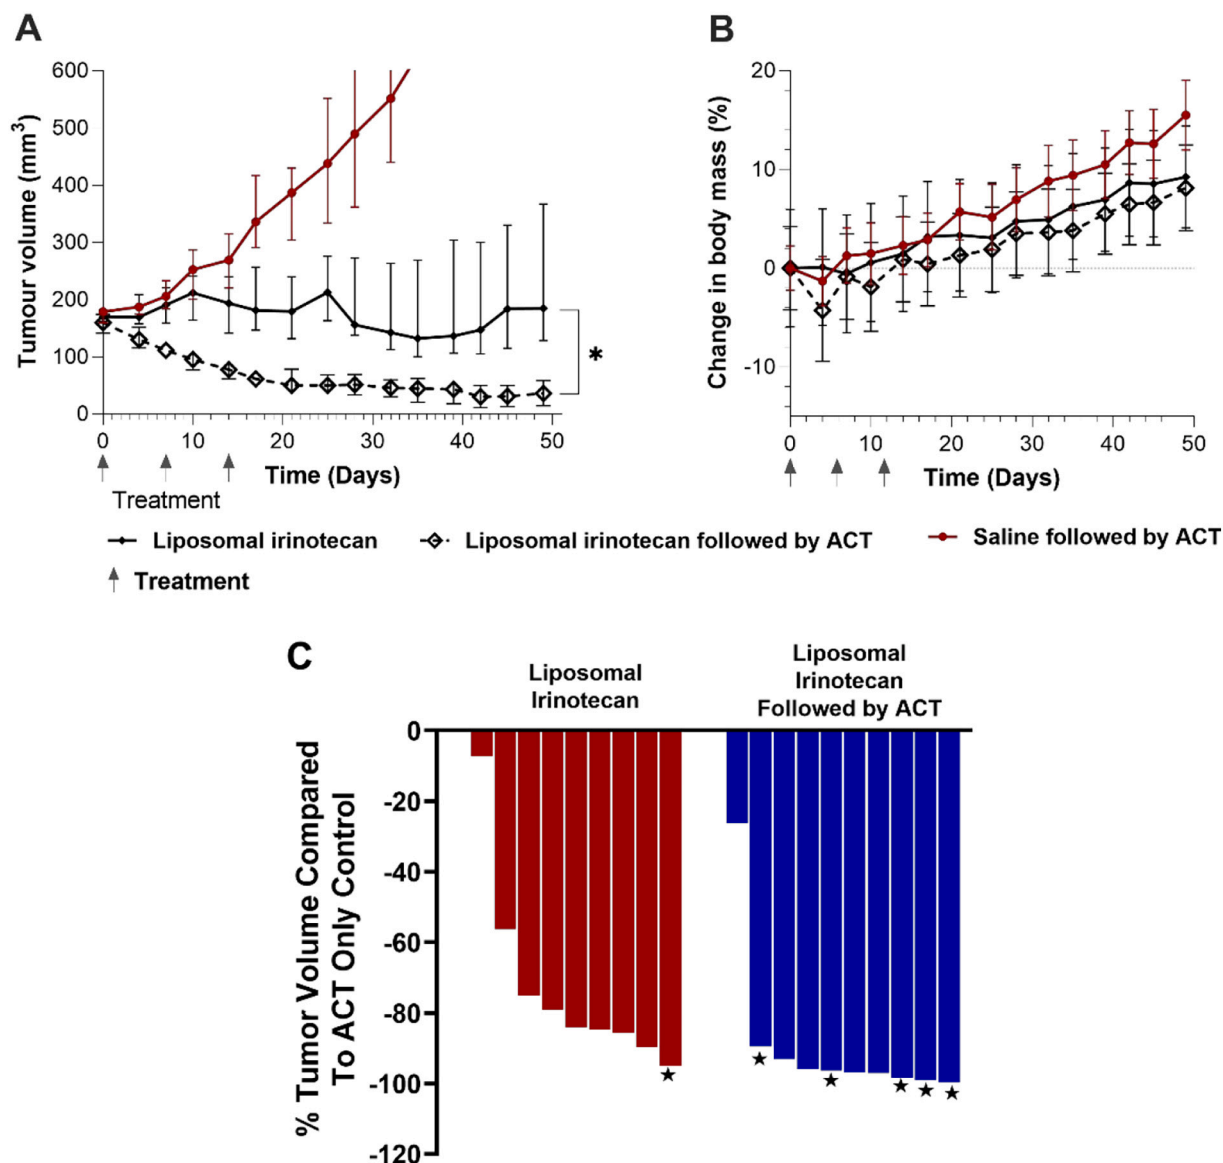 A
B
Tumour volume (mm³)
600
500
400
300
200
100
0
0 10 20 30 40 50
Time (Days)
Treatment
*
Change in body mass (%)
20
10
0
-10
0 10 20 30 40 50
Time (Days)
Liposomal irinotecan
Liposomal irinotecan followed by ACT
Saline followed by ACT
Treatment
C
Liposomal
Irinotecan
Liposomal
Irinotecan
Followed by ACT
% Tumor Volume Compared
To ACT Only Control
0
-20
-40
-60
-80
-100
-120